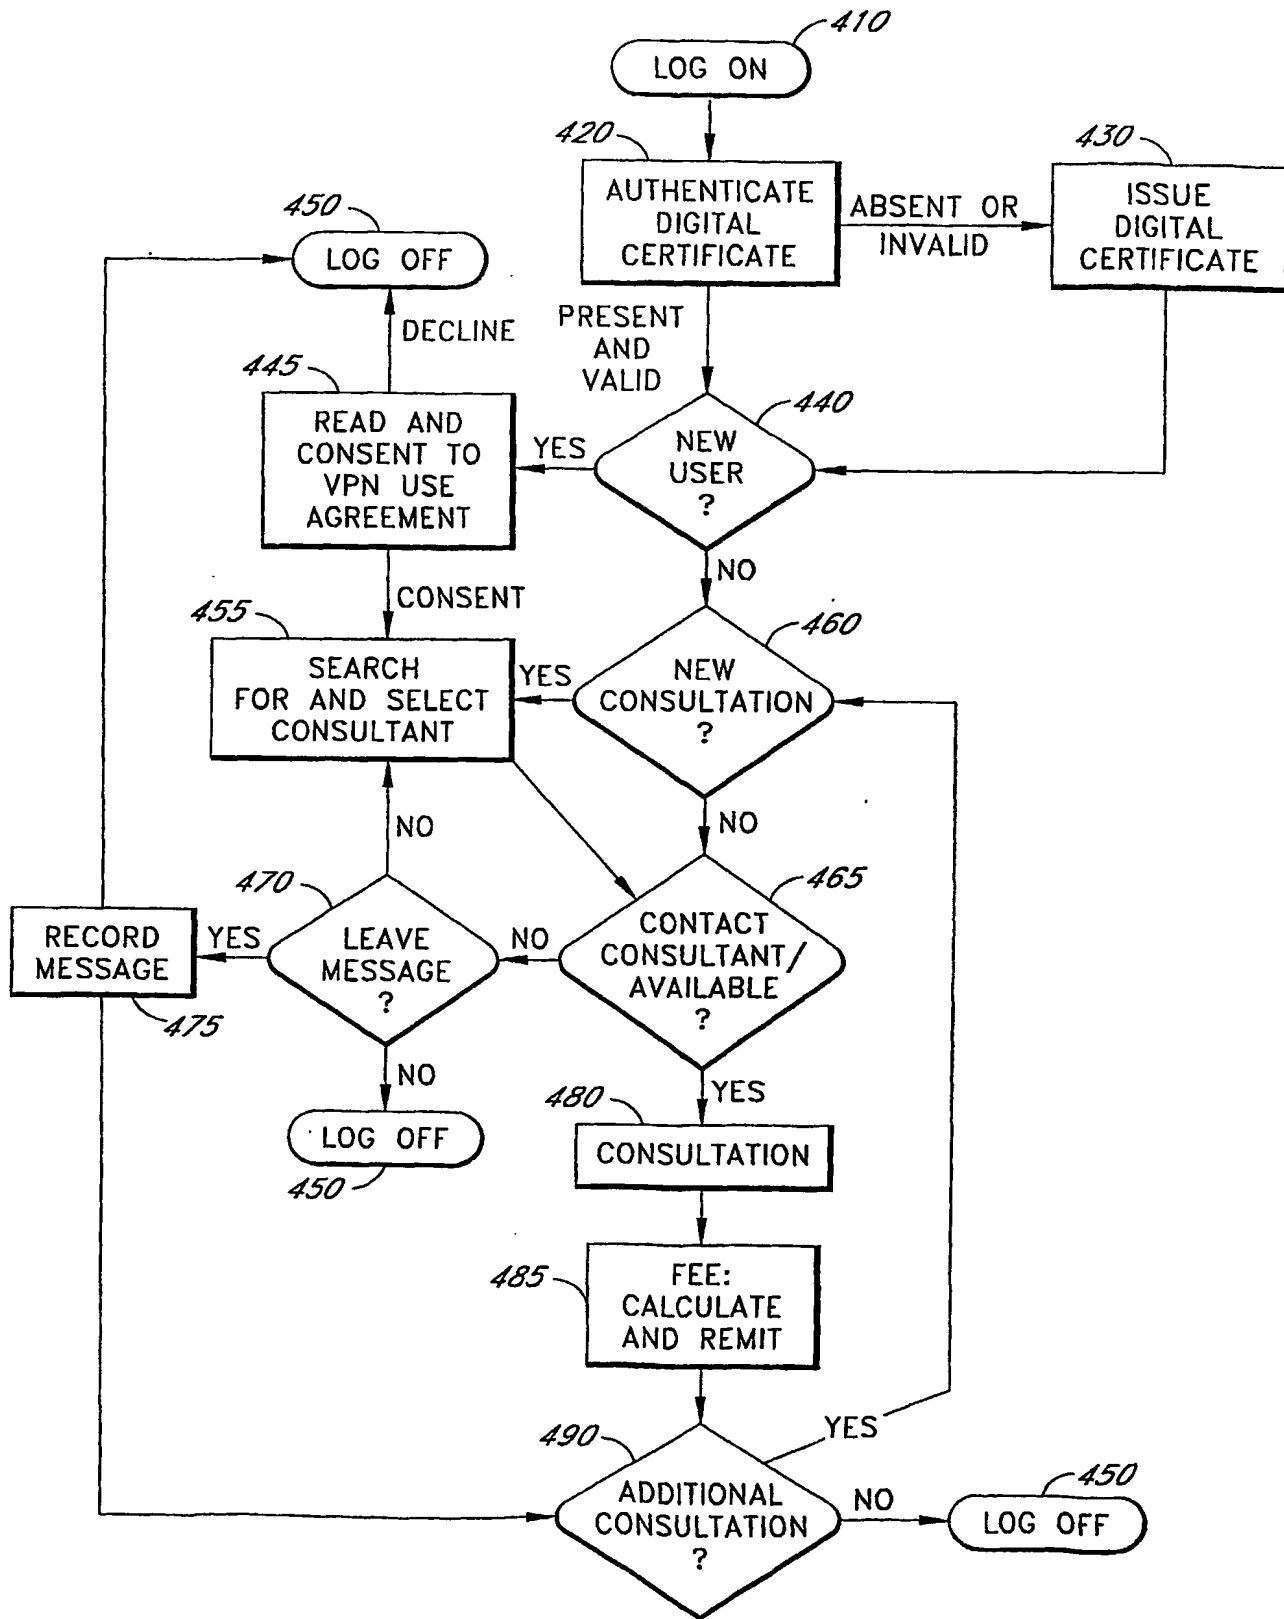 410
LOG ON
420
430
AUTHENTICATE
DIGITAL
CERTIFICATE
ABSENT OR
INVALID
ISSUE
DIGITAL
CERTIFICATE
450
LOG OFF
DECLINE
PRESENT
AND
VALID
445
READ AND
CONSENT TO
VPN USE
AGREEMENT
YES
440
NEW
USER
?
NO
CONSENT
455
SEARCH
FOR AND SELECT
CONSULTANT
YES
460
NEW
CONSULTATION
?
NO
NO
470
LEAVE
MESSAGE
?
465
CONTACT
CONSULTANT/
AVAILABLE
?
NO
YES
RECORD
MESSAGE
475
NO
LOG OFF
450
YES
480
CONSULTATION
485
FEE:
CALCULATE
AND REMIT
490
YES
ADDITIONAL
CONSULTATION
?
NO
450
LOG OFF